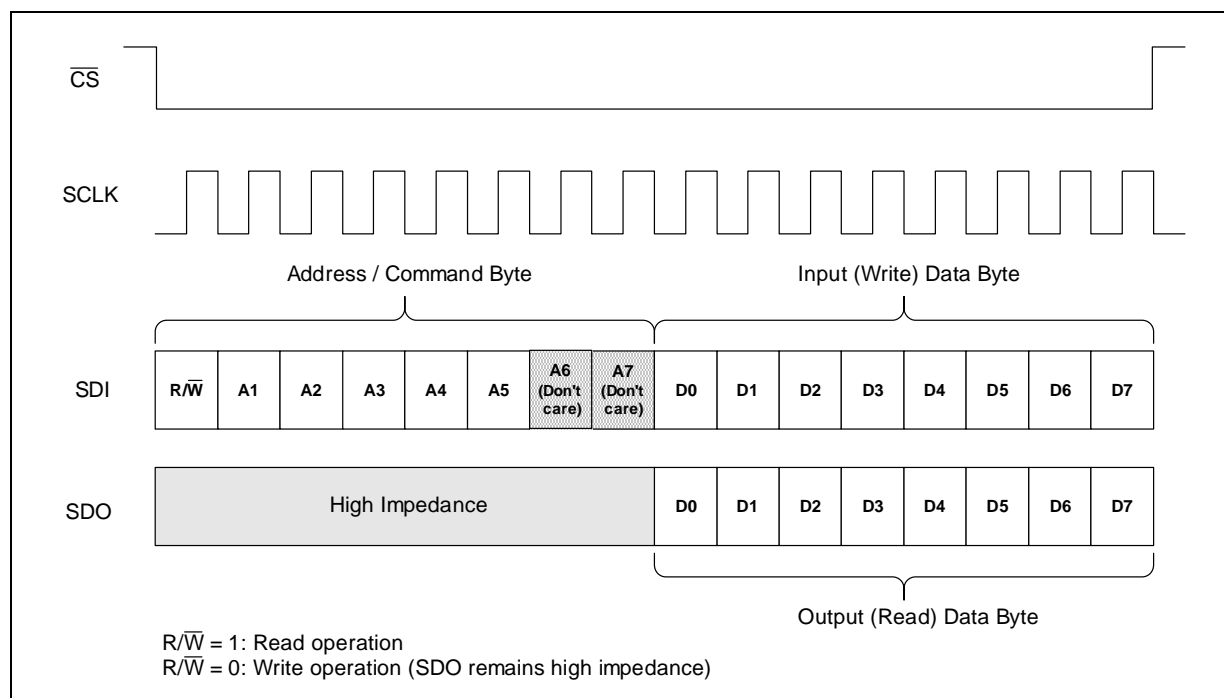 C̅S̅
SCLK
Address / Command Byte Input (Write) Data Byte
SDI R/W̅ A1 A2 A3 A4 A5 A6 (Don't care) A7 (Don't care) D0 D1 D2 D3 D4 D5 D6 D7
SDO High Impedance D0 D1 D2 D3 D4 D5 D6 D7
Output (Read) Data Byte
R/W̅ = 1: Read operation
R/W̅ = 0: Write operation (SDO remains high impedance)